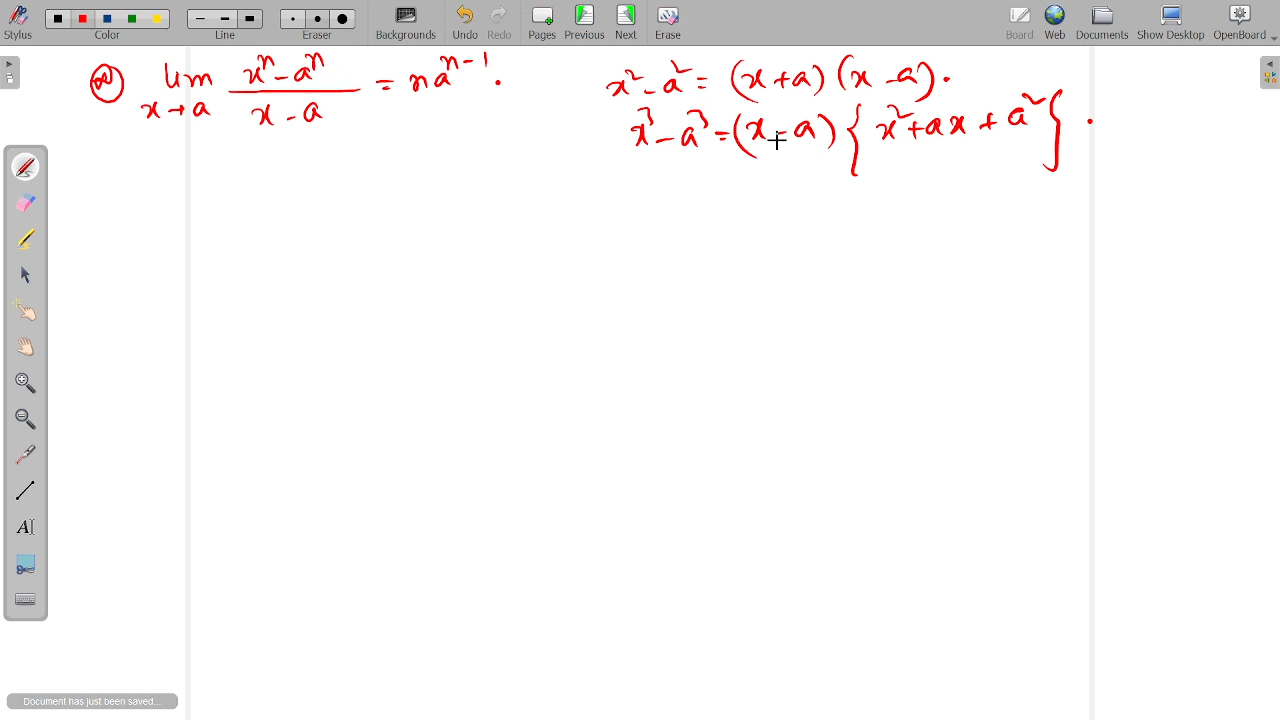 Stylus
Color
Line
Eraser
Backgrounds
Undo
Redo
Pages
Previous
Next
Erase
Board
Web
Documents
Show Desktop
OpenBoard
lim x→a (xⁿ - aⁿ)/(x - a) = naⁿ⁻¹.
x² - a² = (x + a) (x - a).
x³ - a³ = (x - a) { x² + ax + a² } .
Document has just been saved...